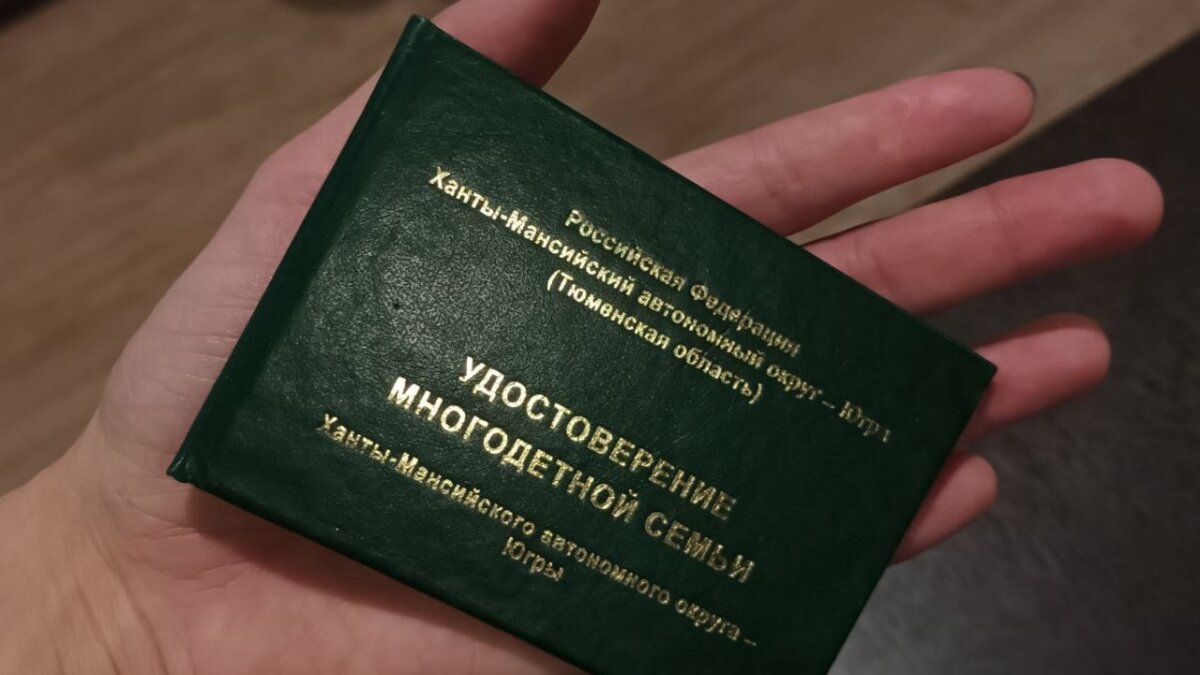 Российская Федерация
Ханты-Мансийский автономный округ – Югра
(Тюменская область)
УДОСТОВЕРЕНИЕ
МНОГОДЕТНОЙ СЕМЬИ
Ханты-Мансийского автономного округа –
Югры